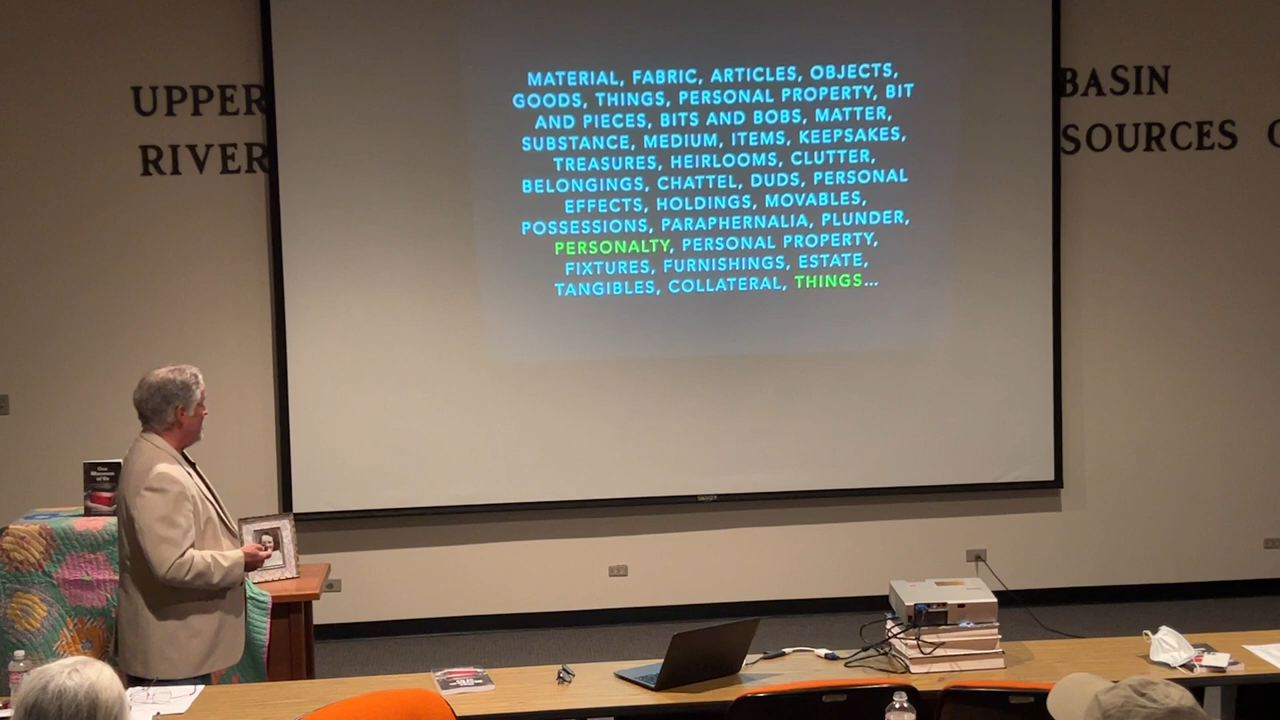 MATERIAL, FABRIC, ARTICLES, OBJECTS,
GOODS, THINGS, PERSONAL PROPERTY, BIT
AND PIECES, BITS AND BOBS, MATTER,
SUBSTANCE, MEDIUM, ITEMS, KEEPSAKES,
TREASURES, HEIRLOOMS, CLUTTER,
BELONGINGS, CHATTEL, DUDS, PERSONAL
EFFECTS, HOLDINGS, MOVABLES,
POSSESSIONS, PARAPHERNALIA, PLUNDER,
PERSONALTY, PERSONAL PROPERTY,
FIXTURES, FURNISHINGS, ESTATE,
TANGIBLES, COLLATERAL, THINGS...
UPPER
RIVER
BASIN
SOURCES